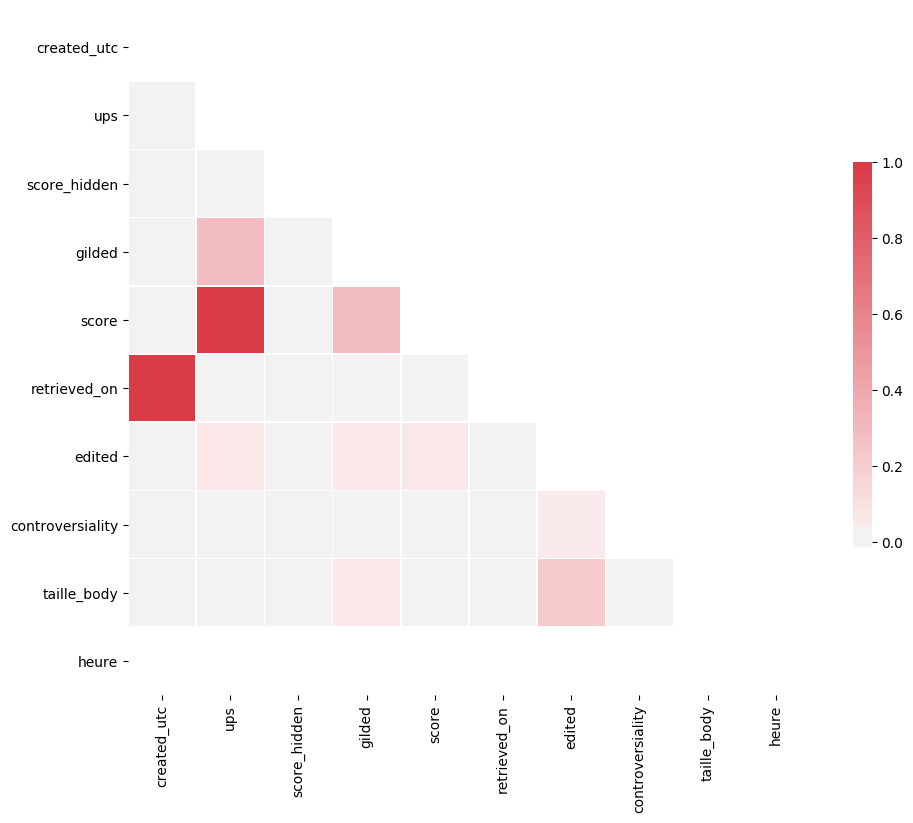 created_utc
ups
score_hidden
gilded
score
retrieved_on
edited
controversiality
taille_body
heure
created_utc
ups
score_hidden
gilded
score
retrieved_on
edited
controversiality
taille_body
heure
1.0
0.8
0.6
0.4
0.2
0.0